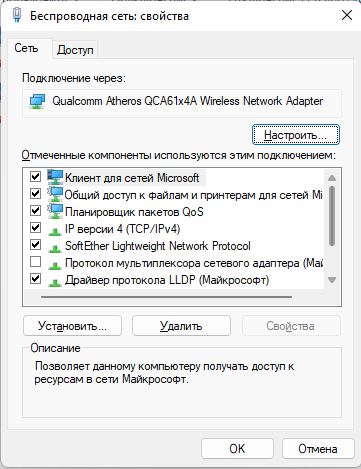 Беспроводная сеть: свойства
Сеть
Доступ
Подключение через:
Qualcomm Atheros QCA61x4A Wireless Network Adapter
Настроить...
Отмеченные компоненты используются этим подключением:
Клиент для сетей Microsoft
Общий доступ к файлам и принтерам для сетей Mi
Планировщик пакетов QoS
IP версии 4 (TCP/IPv4)
SoftEther Lightweight Network Protocol
Протокол мультиплексора сетевого адаптера (Май
Драйвер протокола LLDP (Майкрософт)
Установить...
Удалить
Свойства
Описание
Позволяет данному компьютеру получать доступ к
ресурсам в сети Майкрософт.
OK
Отмена